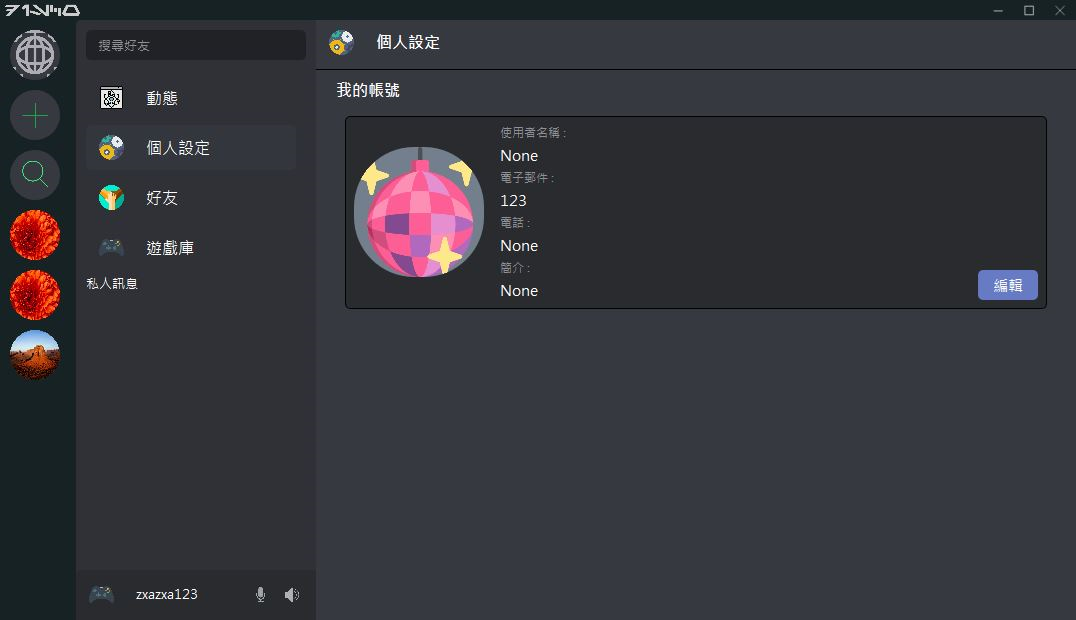 搜尋好友
動態
個人設定
好友
遊戲庫
私人訊息
zxazxa123
個人設定
我的帳號
使用者名稱 :
None
電子郵件 :
123
電話 :
None
簡介 :
None
編輯